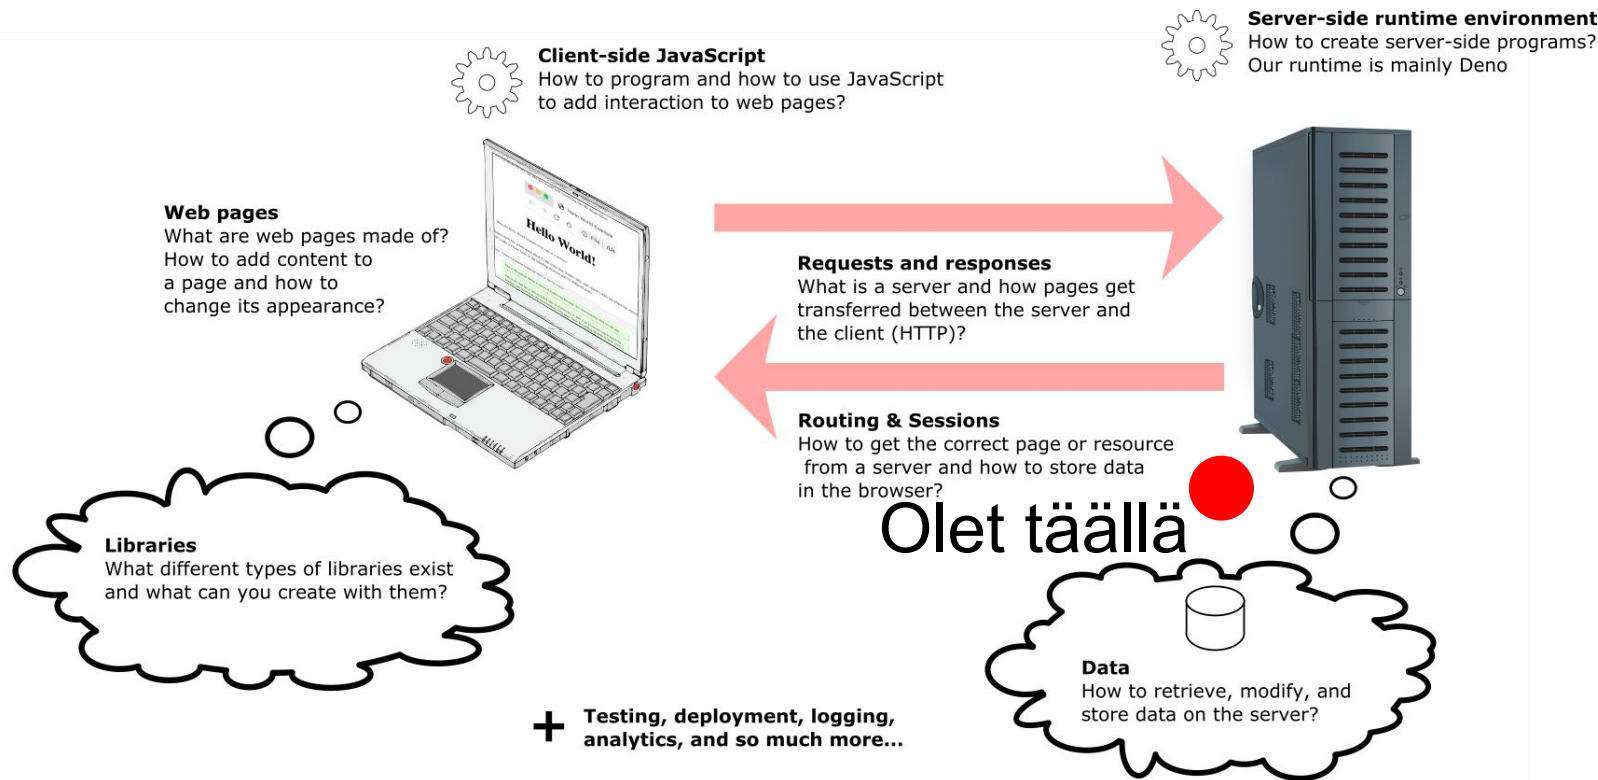 Server-side runtime environment
How to create server-side programs?
Our runtime is mainly Deno
Client-side JavaScript
How to program and how to use JavaScript
to add interaction to web pages?
Web pages
What are web pages made of?
How to add content to
a page and how to
change its appearance?
Hello World!
Requests and responses
What is a server and how pages get
transferred between the server and
the client (HTTP)?
Routing & Sessions
How to get the correct page or resource
from a server and how to store data
in the browser?
Olet täällä
Libraries
What different types of libraries exist
and what can you create with them?
Data
How to retrieve, modify, and
store data on the server?
+ Testing, deployment, logging,
analytics, and so much more...